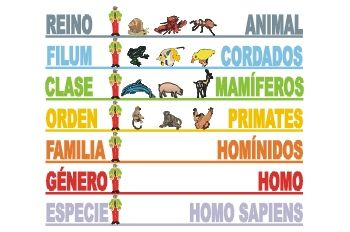 REINO ANIMAL
FILUM CORDADOS
CLASE MAMÍFEROS
ORDEN PRIMATES
FAMILIA HOMÍNIDOS
GÉNERO HOMO
ESPECIE HOMO SAPIENS